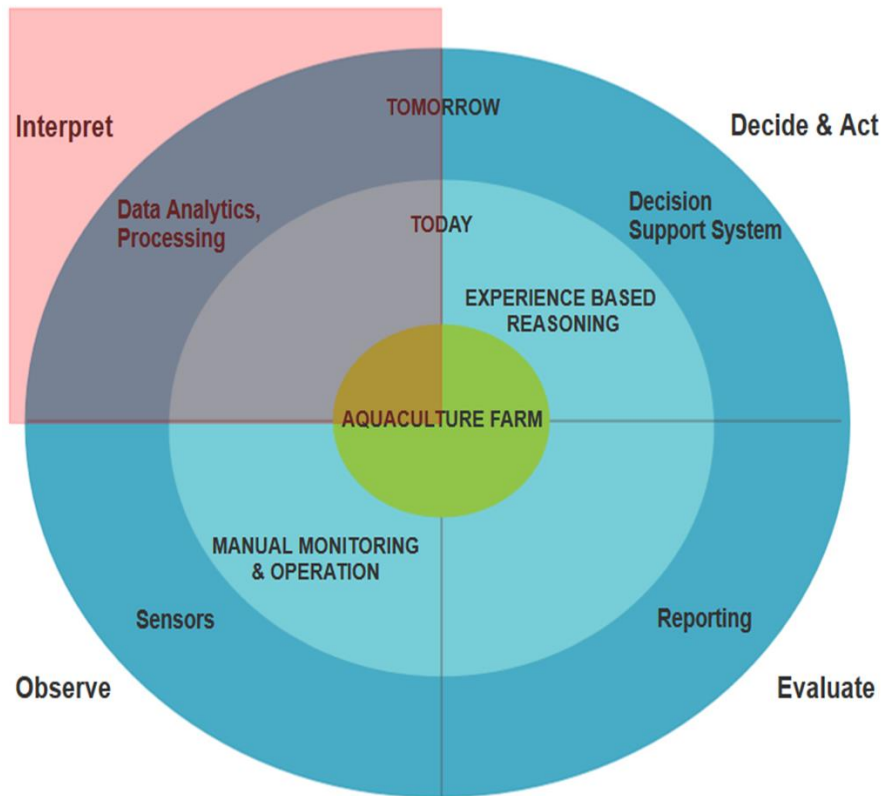 TOMORROW
Interpret
Decide & Act
Data Analytics,
Processing
Decision
Support System
TODAY
EXPERIENCE BASED
REASONING
AQUACULTURE FARM
MANUAL MONITORING
& OPERATION
Sensors
Reporting
Observe
Evaluate